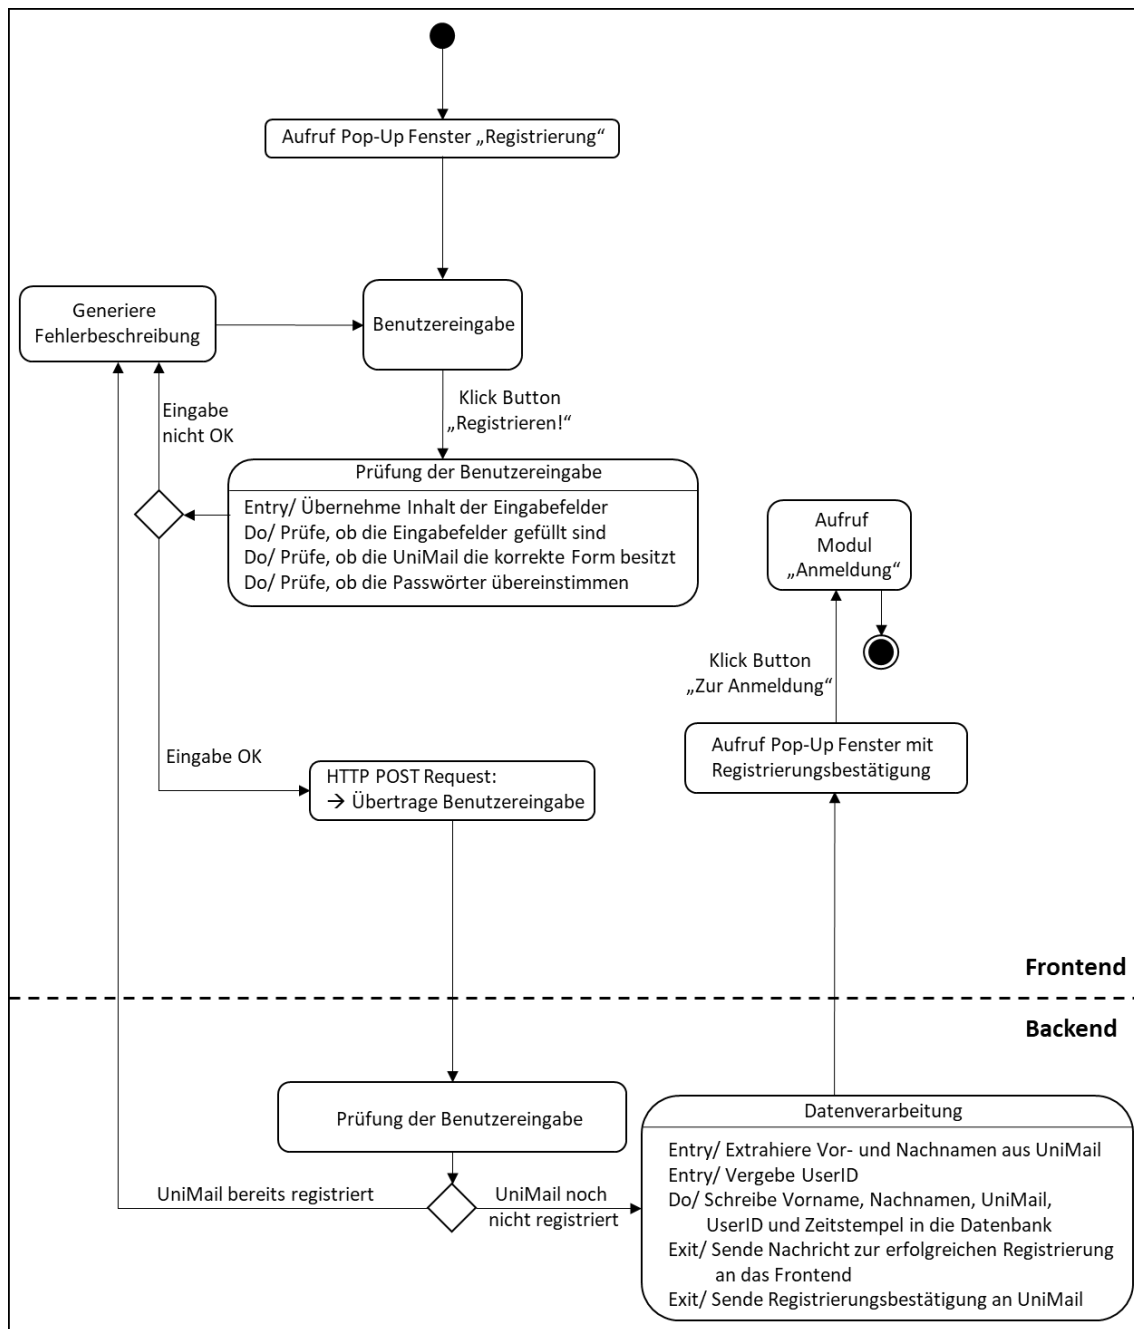 Aufruf Pop-Up Fenster „Registrierung“
Generiere
Fehlerbeschreibung
Benutzereingabe
Klick Button
„Registrieren!“
Eingabe
nicht OK
Prüfung der Benutzereingabe
Entry/ Übernehme Inhalt der Eingabefelder
Do/ Prüfe, ob die Eingabefelder gefüllt sind
Do/ Prüfe, ob die UniMail die korrekte Form besitzt
Do/ Prüfe, ob die Passwörter übereinstimmen
Aufruf
Modul
„Anmeldung“
Klick Button
„Zur Anmeldung“
Aufruf Pop-Up Fenster mit
Registrierungsbestätigung
Eingabe OK
HTTP POST Request:
→ Übertrage Benutzereingabe
Frontend
Backend
Prüfung der Benutzereingabe
UniMail bereits registriert
UniMail noch
nicht registriert
Datenverarbeitung
Entry/ Extrahiere Vor- und Nachnamen aus UniMail
Entry/ Vergebe UserID
Do/ Schreibe Vorname, Nachnamen, UniMail,
UserID und Zeitstempel in die Datenbank
Exit/ Sende Nachricht zur erfolgreichen Registrierung
an das Frontend
Exit/ Sende Registrierungsbestätigung an UniMail